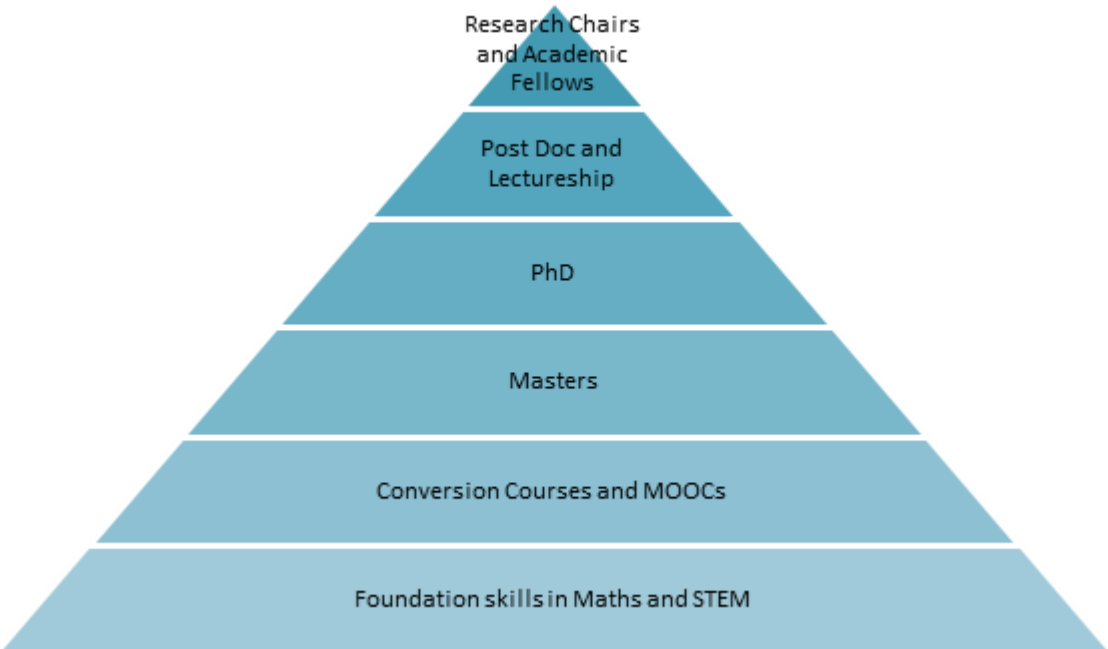 Research Chairs
and Academic
Fellows
Post Doc and
Lectureship
PhD
Masters
Conversion Courses and MOOCs
Foundation skills in Maths and STEM